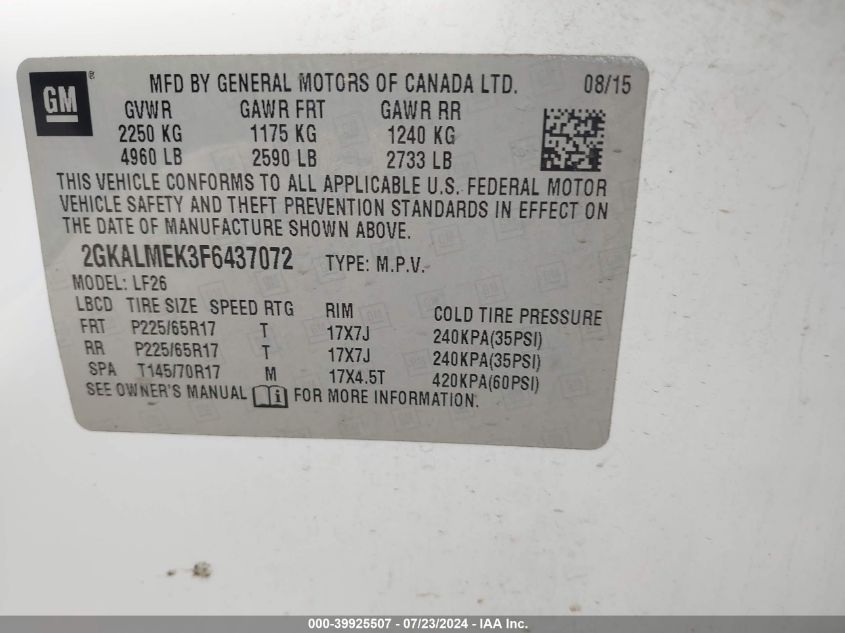 GM ® MFD BY GENERAL MOTORS OF CANADA LTD. 08/15
GVWR GAWR FRT GAWR RR
2250 KG 1175 KG 1240 KG
4960 LB 2590 LB 2733 LB
THIS VEHICLE CONFORMS TO ALL APPLICABLE U.S. FEDERAL MOTOR
VEHICLE SAFETY AND THEFT PREVENTION STANDARDS IN EFFECT ON
THE DATE OF MANUFACTURE SHOWN ABOVE.
2GKALMEK3F6437072 TYPE: M.P.V.
MODEL: LF26
LBCD TIRE SIZE SPEED RTG RIM COLD TIRE PRESSURE
FRT P225/65R17 T 17X7J 240KPA(35PSI)
RR P225/65R17 T 17X7J 240KPA(35PSI)
SPA T145/70R17 M 17X4.5T 420KPA(60PSI)
SEE OWNER'S MANUAL FOR MORE INFORMATION.
000-39925507 - 07/23/2024 - IAA Inc.